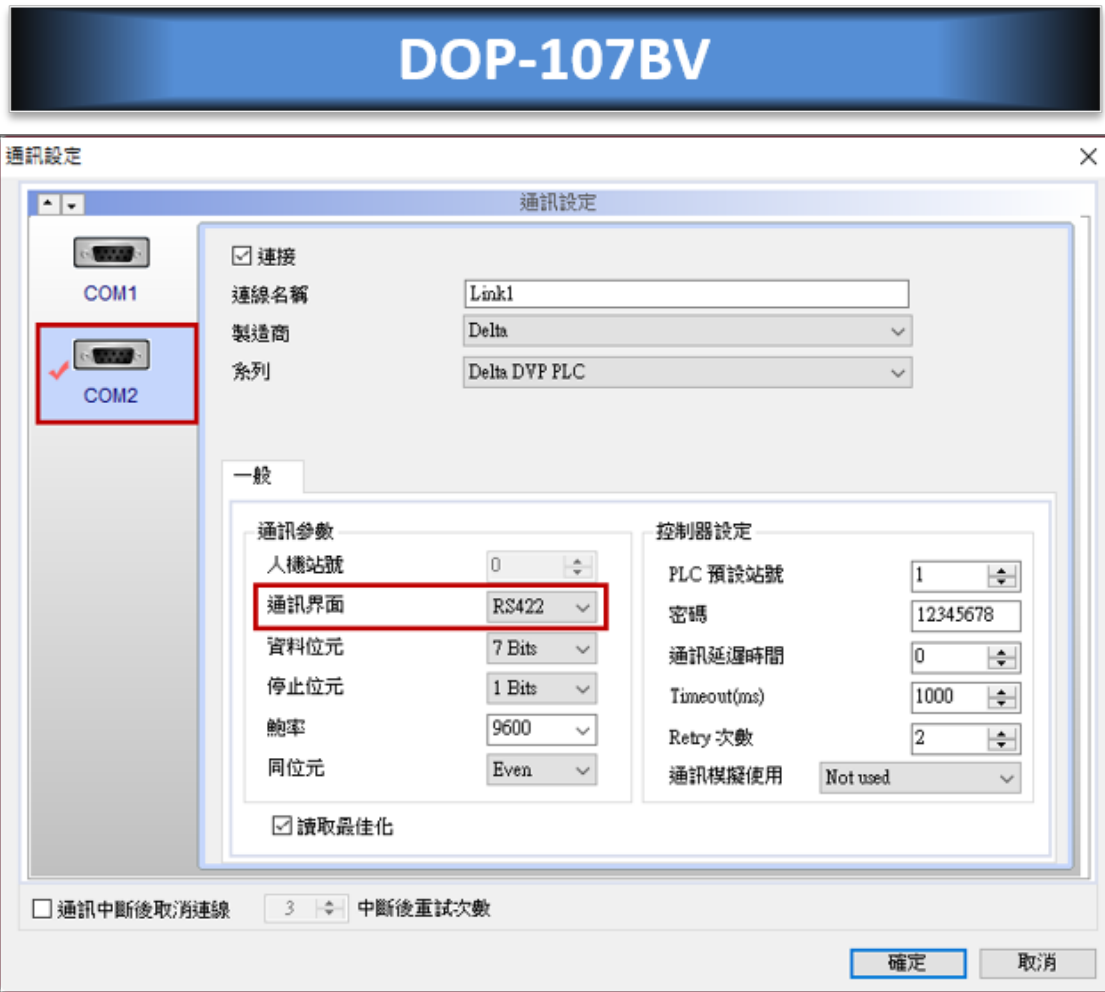 DOP-107BV
通訊設定
通訊設定
COM1
COM2
連接
連線名稱 Link1
製造商 Delta
系列 Delta DVP PLC
一般
通訊參數
人機站號 0
通訊界面 RS422
資料位元 7 Bits
停止位元 1 Bits
鮑率 9600
同位元 Even
讀取最佳化
控制器設定
PLC 預設站號 1
密碼 12345678
通訊延遲時間 0
Timeout(ms) 1000
Retry 次數 2
通訊模擬使用 Not used
通訊中斷後取消連線 3 中斷後重試次數
確定 取消